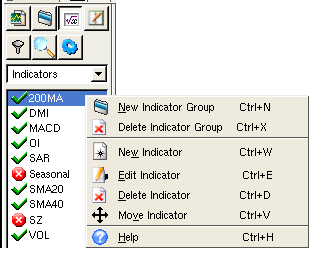 Indicators
200MA
DMI
MACD
OI
SAR
Seasonal
SMA20
SMA40
SZ
VOL
New Indicator Group Ctrl+N
Delete Indicator Group Ctrl+X
New Indicator Ctrl+W
Edit Indicator Ctrl+E
Delete Indicator Ctrl+D
Move Indicator Ctrl+V
Help Ctrl+H